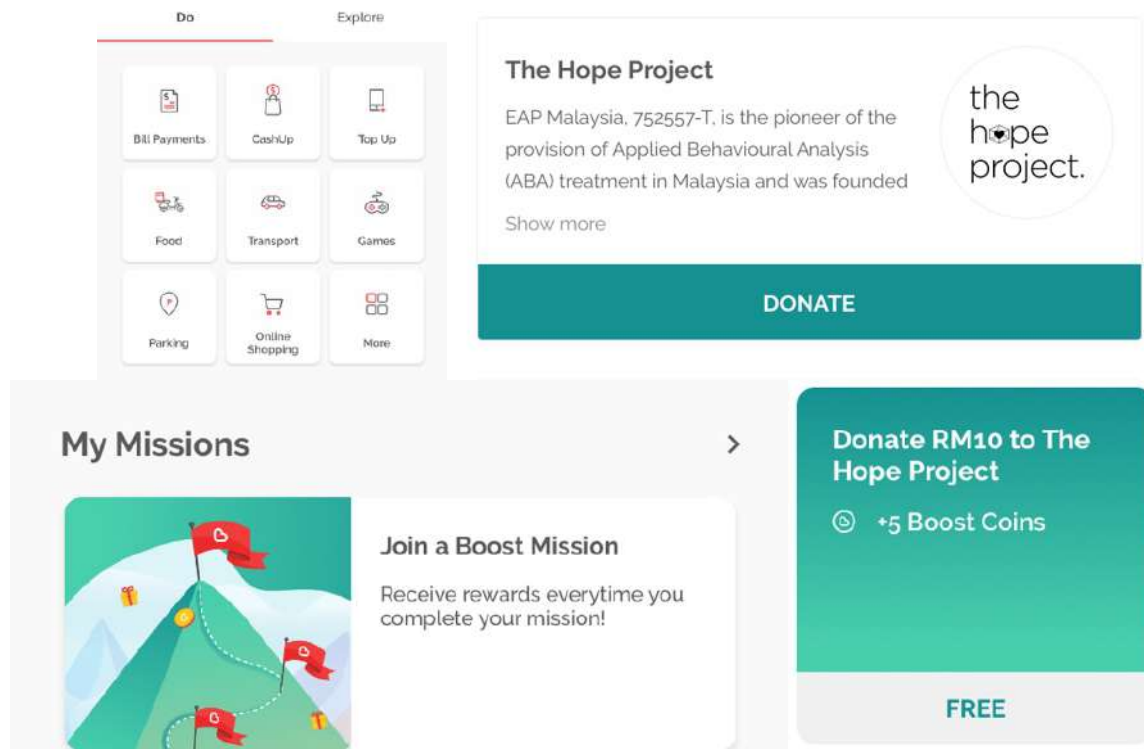 Do
Explore
Bill Payments
CashUp
Top Up
Food
Transport
Games
Parking
Online
Shopping
More
The Hope Project
EAP Malaysia, 752557-T, is the pioneer of the
provision of Applied Behavioural Analysis
(ABA) treatment in Malaysia and was founded
Show more
the
hope
project.
DONATE
My Missions
Join a Boost Mission
Receive rewards everytime you
complete your mission!
Donate RM10 to The
Hope Project
+5 Boost Coins
FREE